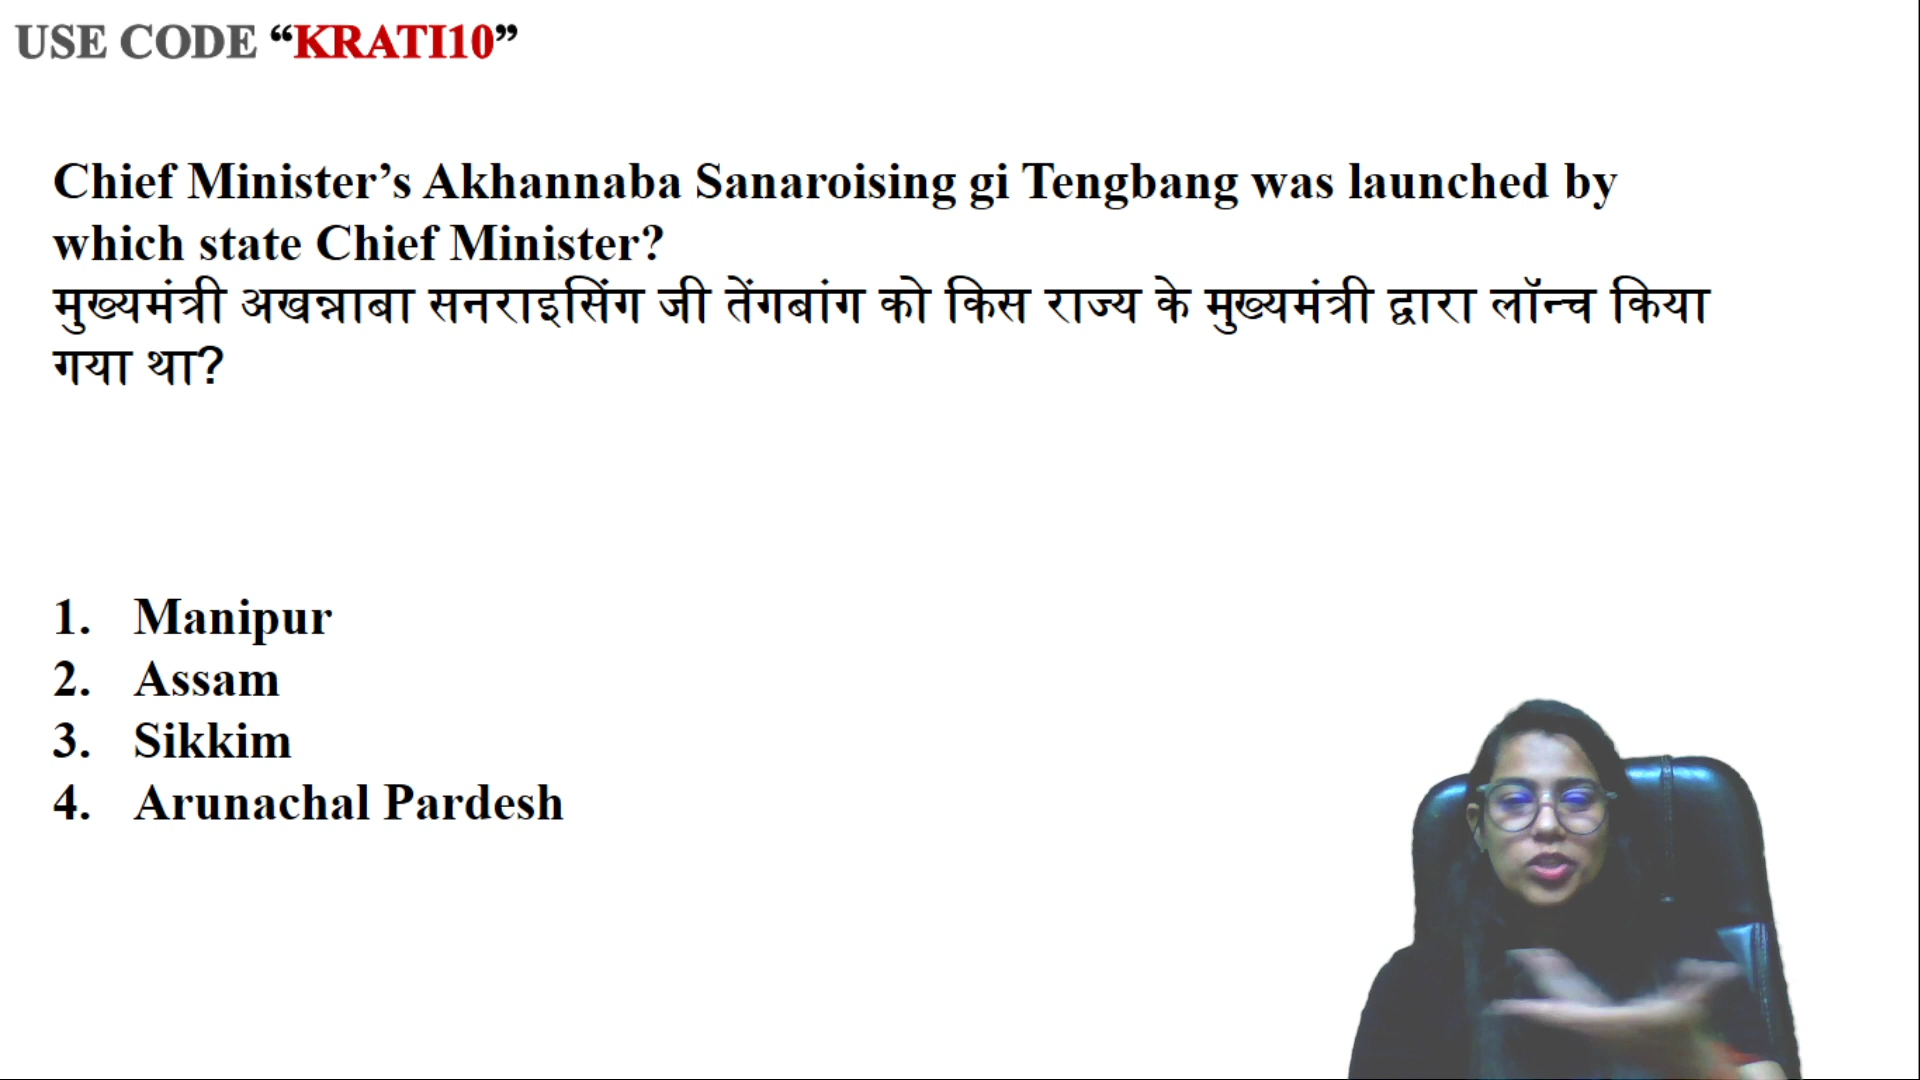 USE CODE “KRATI10”
Chief Minister’s Akhannaba Sanaroising gi Tengbang was launched by
which state Chief Minister?
मुख्यमंत्री अखन्नाबा सनराइसिंग जी तेंगबांग को किस राज्य के मुख्यमंत्री द्वारा लॉन्च किया
गया था?
1. Manipur
2. Assam
3. Sikkim
4. Arunachal Pardesh